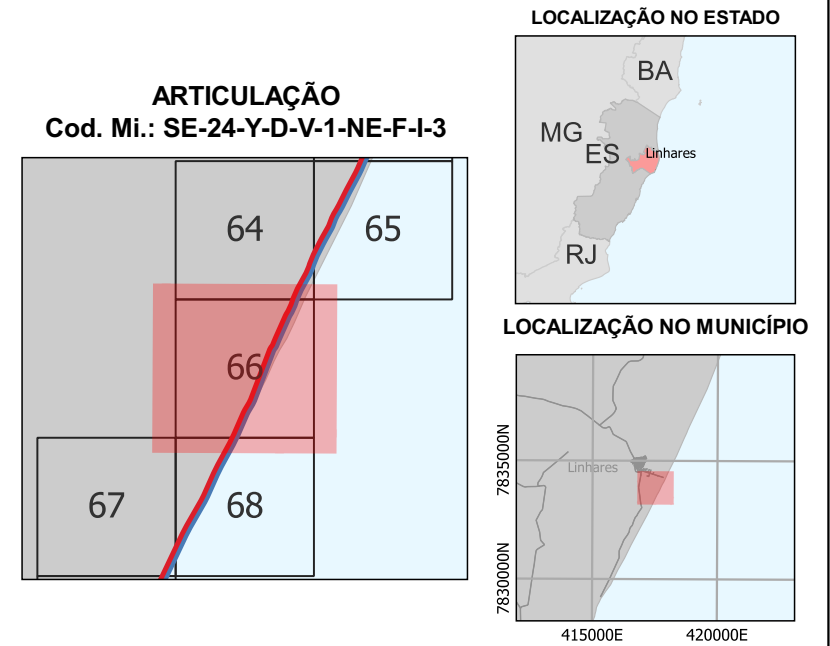 ARTICULAÇÃO
Cod. Mi.: SE-24-Y-D-V-1-NE-F-I-3
64
65
66
67
68
LOCALIZAÇÃO NO ESTADO
BA
MG
ES
Linhares
RJ
LOCALIZAÇÃO NO MUNICÍPIO
7835000N
Linhares
7830000N
415000E
420000E